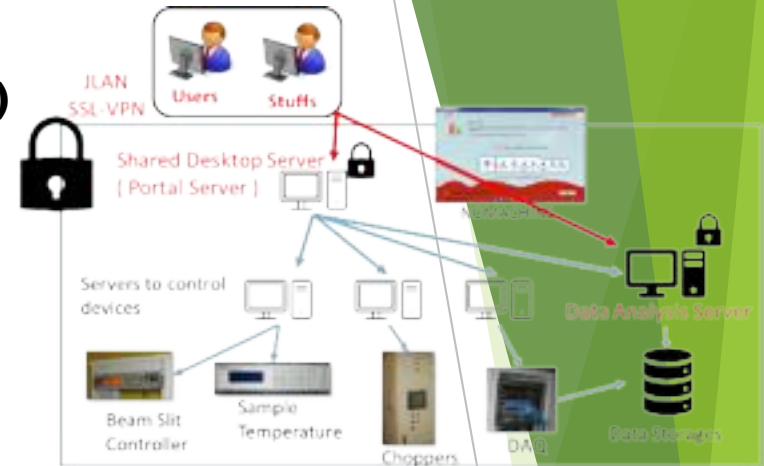 )
JLAN
SSL-VPN
Users
Stuffs
Shared Desktop Server
( Portal Server )
Servers to control
devices
Data Analysis Server
Beam Slit
Controller
Sample
Temperature
Choppers
DAQ
Data Storages